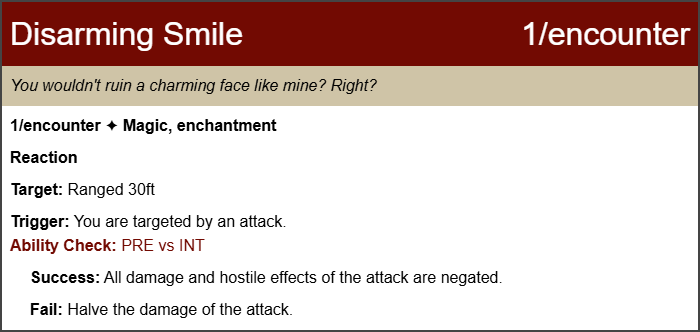 Disarming Smile 1/encounter
You wouldn't ruin a charming face like mine? Right?
1/encounter ✦ Magic, enchantment
Reaction
Target: Ranged 30ft
Trigger: You are targeted by an attack.
Ability Check: PRE vs INT
Success: All damage and hostile effects of the attack are negated.
Fail: Halve the damage of the attack.